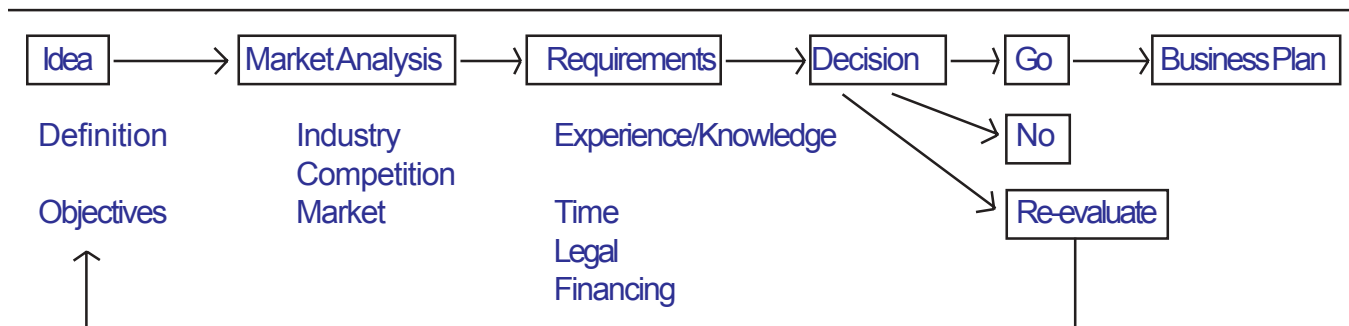 Idea
Market Analysis
Requirements
Decision
Go
Business Plan
Definition
Industry
Experience/Knowledge
No
Competition
Objectives
Market
Time
Re-evaluate
Legal
Financing